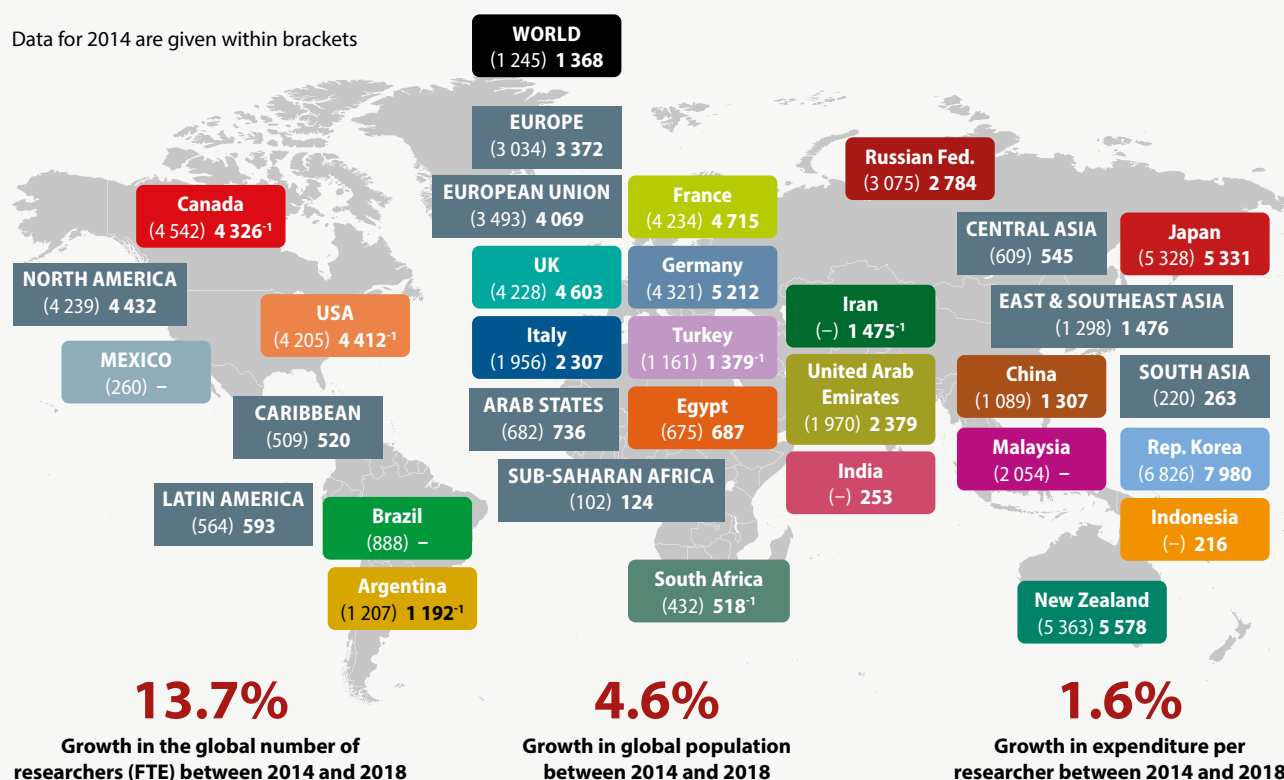 Data for 2014 are given within brackets
WORLD
(1 245) 1 368
EUROPE
(3 034) 3 372
Russian Fed.
(3 075) 2 784
EUROPEAN UNION
(3 493) 4 069
France
(4 234) 4 715
Canada
(4 542) 4 326-1
CENTRAL ASIA
(609) 545
Japan
(5 328) 5 331
NORTH AMERICA
(4 239) 4 432
UK
(4 228) 4 603
Germany
(4 321) 5 212
USA
(4 205) 4 412-1
Iran
(–) 1 475-1
EAST & SOUTHEAST ASIA
(1 298) 1 476
MEXICO
(260) –
Italy
(1 956) 2 307
Turkey
(1 161) 1 379-1
United Arab
Emirates
(1 970) 2 379
China
(1 089) 1 307
SOUTH ASIA
(220) 263
CARIBBEAN
(509) 520
ARAB STATES
(682) 736
Egypt
(675) 687
Malaysia
(2 054) –
Rep. Korea
(6 826) 7 980
SUB-SAHARAN AFRICA
(102) 124
India
(–) 253
LATIN AMERICA
(564) 593
Brazil
(888) –
Indonesia
(–) 216
Argentina
(1 207) 1 192-1
South Africa
(432) 518-1
New Zealand
(5 363) 5 578
13.7%
Growth in the global number of
researchers (FTE) between 2014 and 2018
4.6%
Growth in global population
between 2014 and 2018
1.6%
Growth in expenditure per
researcher between 2014 and 2018